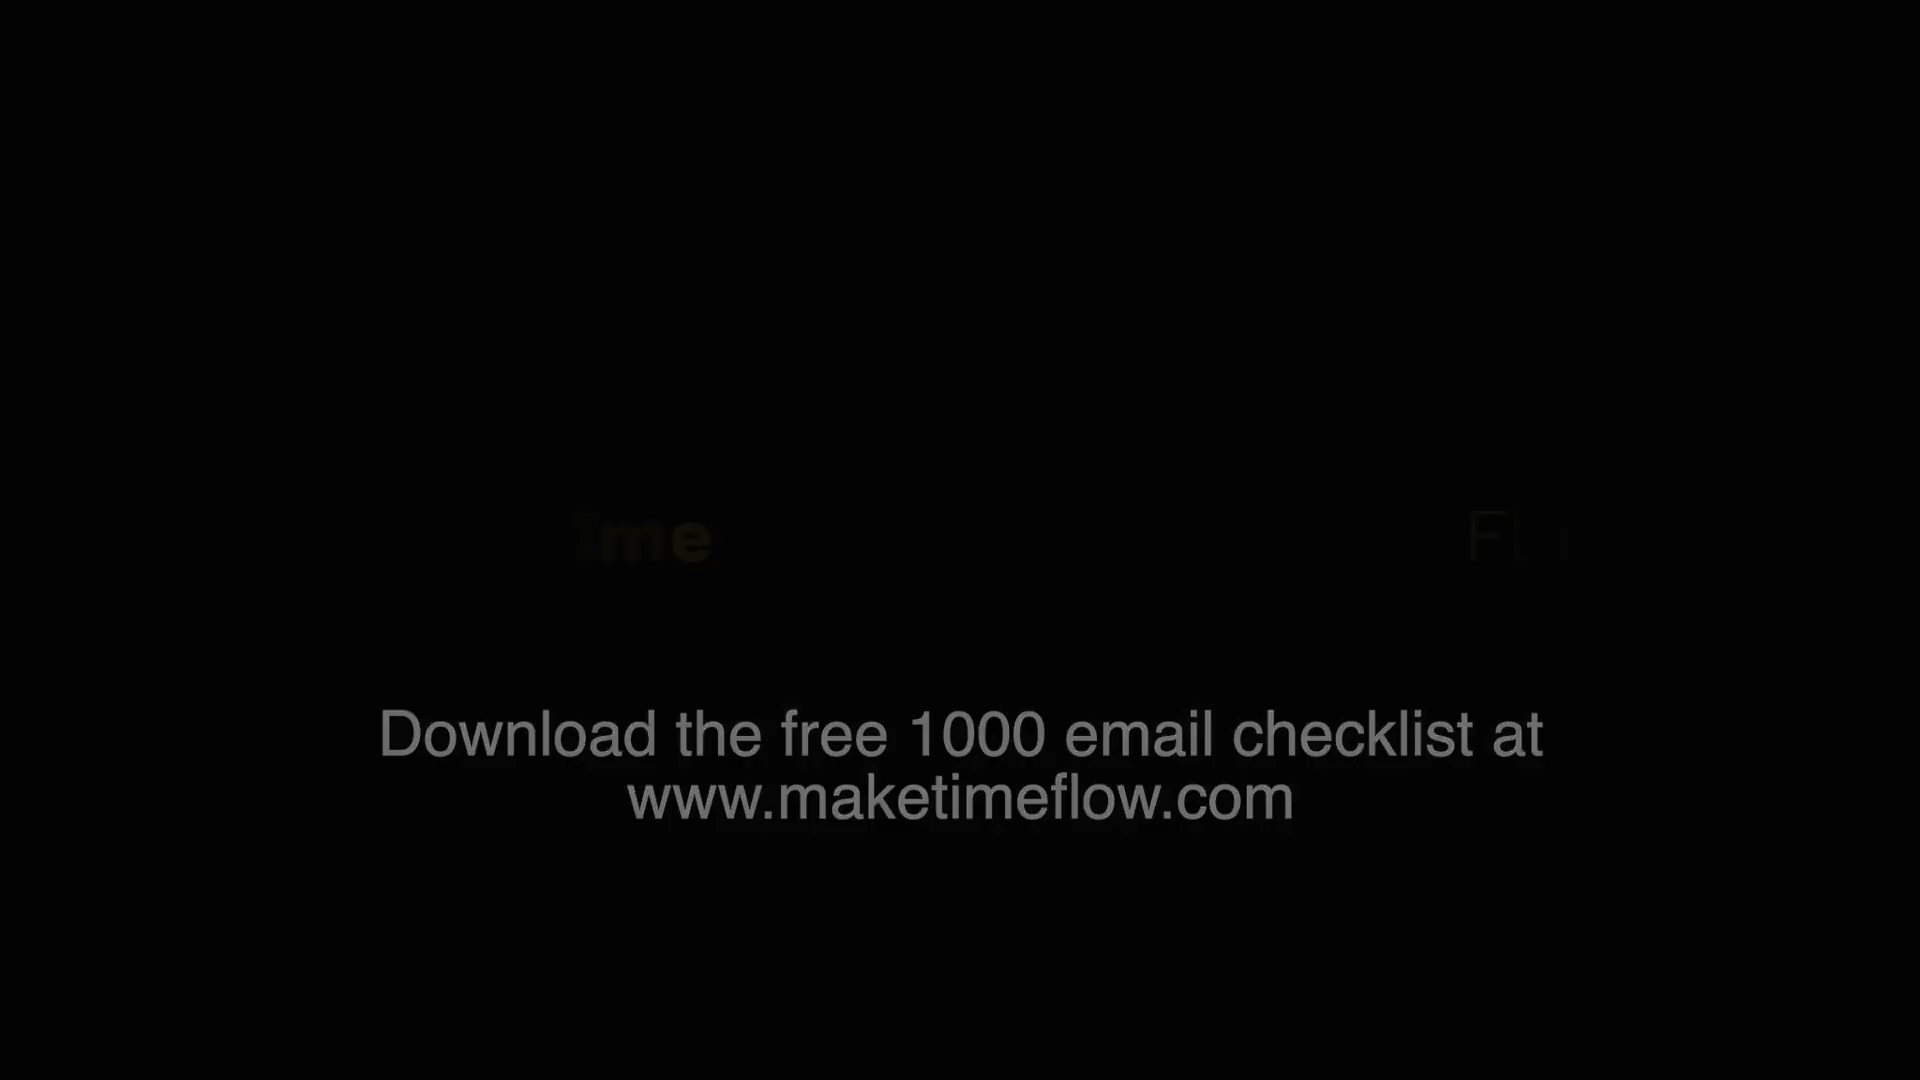 Download the free 1000 email checklist at
www.maketimeflow.com